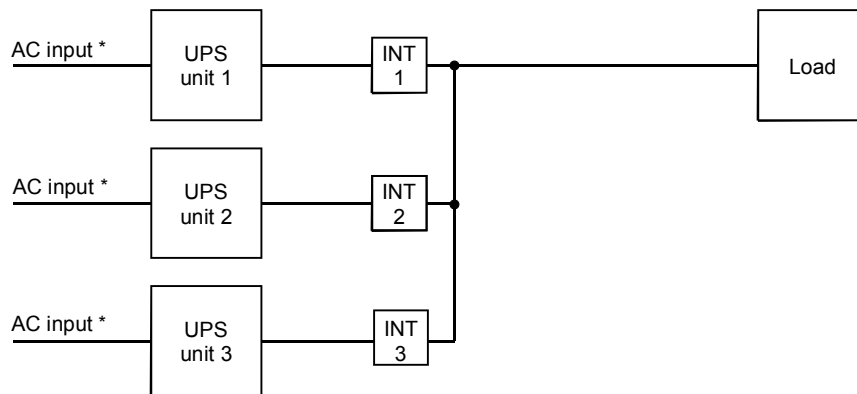 AC input *
UPS
unit 1
INT
1
Load
AC input *
UPS
unit 2
INT
2
AC input *
UPS
unit 3
INT
3